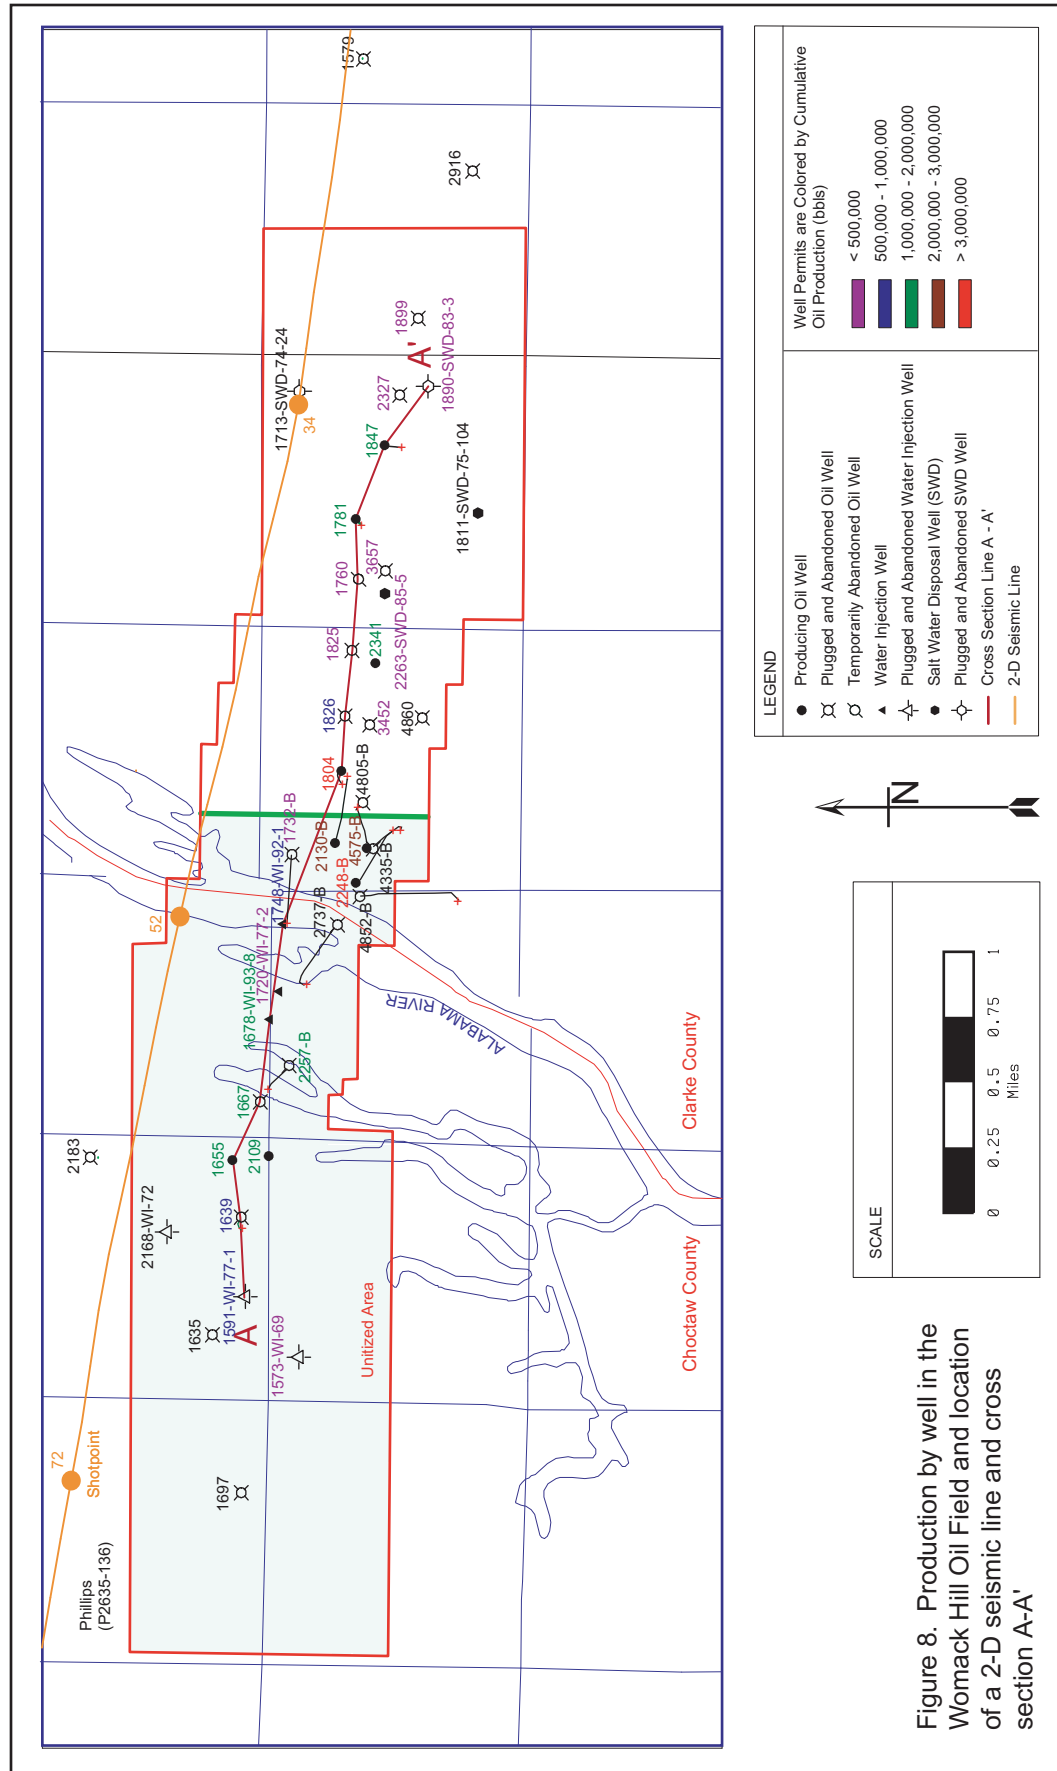 Phillips
(P2635-136)
72
Shotpoint
1697
1635
1591-WI-77-1
A
1573-WI-69
2168-WI-72
2183
1639
1655
2109
1667
2257-B
1678-WI-93-8
1720-WI-77-2
1748-WI-92-1
1732-B
52
2737-B
4852-B
2248-B
4335-B
4575-B
2130-B
4805-B
1804
1826
3452
4860
1825
2341
2263-SWD-85-5
1760
3657
1781
1811-SWD-75-104
1847
2327
A'
1890-SWD-83-3
1899
1713-SWD-74-24
34
2916
1579
Unitized Area
ALABAMA RIVER
Choctaw County
Clarke County
Figure 8. Production by well in the
Womack Hill Oil Field and location
of a 2-D seismic line and cross
section A-A'
SCALE
0 0.25 0.5 0.75 1
Miles
N
LEGEND
Producing Oil Well
Plugged and Abandoned Oil Well
Temporarily Abandoned Oil Well
Water Injection Well
Plugged and Abandoned Water Injection Well
Salt Water Disposal Well (SWD)
Plugged and Abandoned SWD Well
Cross Section Line A - A'
2-D Seismic Line
Well Permits are Colored by Cumulative
Oil Production (bbls)
< 500,000
500,000 - 1,000,000
1,000,000 - 2,000,000
2,000,000 - 3,000,000
> 3,000,000